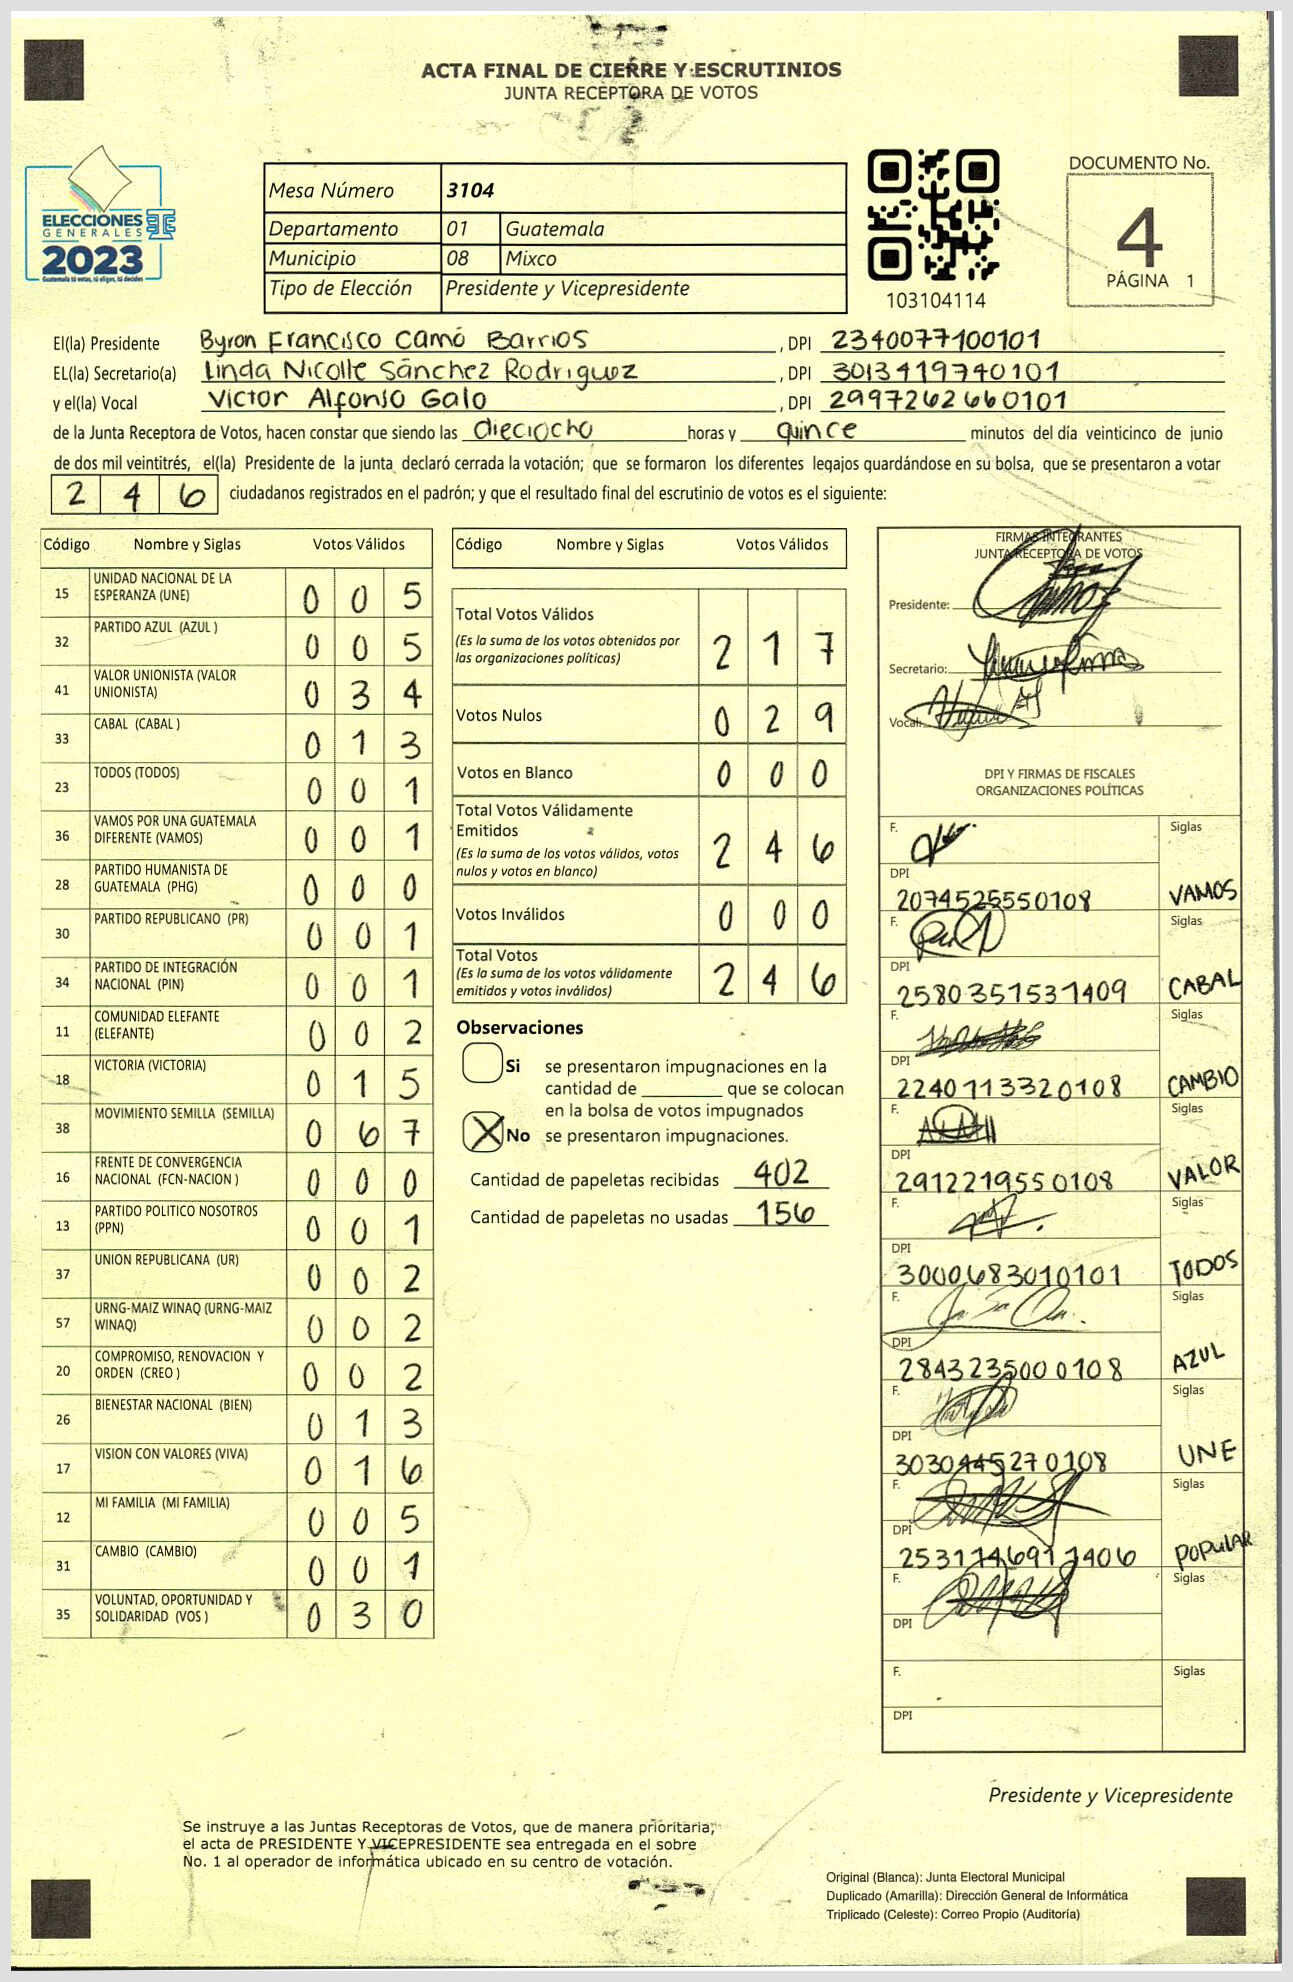 ACTA FINAL DE CIERRE Y ESCRUTINIOS
JUNTA RECEPTORA DE VOTOS
ELECCIONES
GENERALES
2023
Guatemala tú votas, tú eliges, tú decides
Mesa Número 3104
Departamento 01 Guatemala
Municipio 08 Mixco
Tipo de Elección Presidente y Vicepresidente
103104114
DOCUMENTO No.
4
PÁGINA 1
El(la) Presidente Byron Francisco Camó Barrios, DPI 2340077100101
EL(la) Secretario(a) Linda Nicolle Sánchez Rodriguez, DPI 3013419740101
y el(la) Vocal Victor Alfonso Galo, DPI 2997262660101
de la Junta Receptora de Votos, hacen constar que siendo las dieciocho horas y quince minutos del día veinticinco de junio
de dos mil veintitrés, el(la) Presidente de la junta declaró cerrada la votación; que se formaron los diferentes legajos guardándose en su bolsa, que se presentaron a votar
2 4 6 ciudadanos registrados en el padrón; y que el resultado final del escrutinio de votos es el siguiente:
Código Nombre y Siglas Votos Válidos
15 UNIDAD NACIONAL DE LA ESPERANZA (UNE) 0 0 5
32 PARTIDO AZUL (AZUL ) 0 0 5
41 VALOR UNIONISTA (VALOR UNIONISTA) 0 3 4
33 CABAL (CABAL ) 0 1 3
23 TODOS (TODOS) 0 0 1
36 VAMOS POR UNA GUATEMALA DIFERENTE (VAMOS) 0 0 1
28 PARTIDO HUMANISTA DE GUATEMALA (PHG) 0 0 0
30 PARTIDO REPUBLICANO (PR) 0 0 1
34 PARTIDO DE INTEGRACIÓN NACIONAL (PIN) 0 0 1
11 COMUNIDAD ELEFANTE (ELEFANTE) 0 0 2
18 VICTORIA (VICTORIA) 0 1 5
38 MOVIMIENTO SEMILLA (SEMILLA) 0 6 7
16 FRENTE DE CONVERGENCIA NACIONAL (FCN-NACION ) 0 0 0
13 PARTIDO POLITICO NOSOTROS (PPN) 0 0 1
37 UNION REPUBLICANA (UR) 0 0 2
57 URNG-MAIZ WINAQ (URNG-MAIZ WINAQ) 0 0 2
20 COMPROMISO, RENOVACION Y ORDEN (CREO ) 0 0 2
26 BIENESTAR NACIONAL (BIEN) 0 1 3
17 VISION CON VALORES (VIVA) 0 1 6
12 MI FAMILIA (MI FAMILIA) 0 0 5
31 CAMBIO (CAMBIO) 0 0 1
35 VOLUNTAD, OPORTUNIDAD Y SOLIDARIDAD (VOS ) 0 3 0
Código Nombre y Siglas Votos Válidos
Total Votos Válidos 2 1 7
(Es la suma de los votos obtenidos por
las organizaciones políticas)
Votos Nulos 0 2 9
Votos en Blanco 0 0 0
Total Votos Válidamente
Emitidos 2 4 6
(Es la suma de los votos válidos, votos
nulos y votos en blanco)
Votos Inválidos 0 0 0
Total Votos 2 4 6
(Es la suma de los votos válidamente
emitidos y votos inválidos)
Observaciones
Si se presentaron impugnaciones en la
cantidad de ________ que se colocan
en la bolsa de votos impugnados
X No se presentaron impugnaciones.
Cantidad de papeletas recibidas 402
Cantidad de papeletas no usadas 156
FIRMAS INTEGRANTES
JUNTA RECEPTORA DE VOTOS
Presidente:
Secretario:
Vocal:
DPI Y FIRMAS DE FISCALES
ORGANIZACIONES POLÍTICAS
F. Siglas
DPI
2074525550108 VAMOS
F. Siglas
DPI
2580351531409 CABAL
F. Siglas
DPI
2240113320108 CAMBIO
F. Siglas
DPI
2912219550108 VALOR
F. Siglas
DPI
3000683010101 TODOS
F. Siglas
DPI
2843235000108 AZUL
F. Siglas
DPI
3030445270108 UNE
F. Siglas
DPI
POPULAR
F. Siglas
DPI
F. Siglas
DPI
Presidente y Vicepresidente
Se instruye a las Juntas Receptoras de Votos, que de manera prioritaria,
el acta de PRESIDENTE Y VICEPRESIDENTE sea entregada en el sobre
No. 1 al operador de informática ubicado en su centro de votación.
Original (Blanca): Junta Electoral Municipal
Duplicado (Amarilla): Dirección General de Informática
Triplicado (Celeste): Correo Propio (Auditoría)